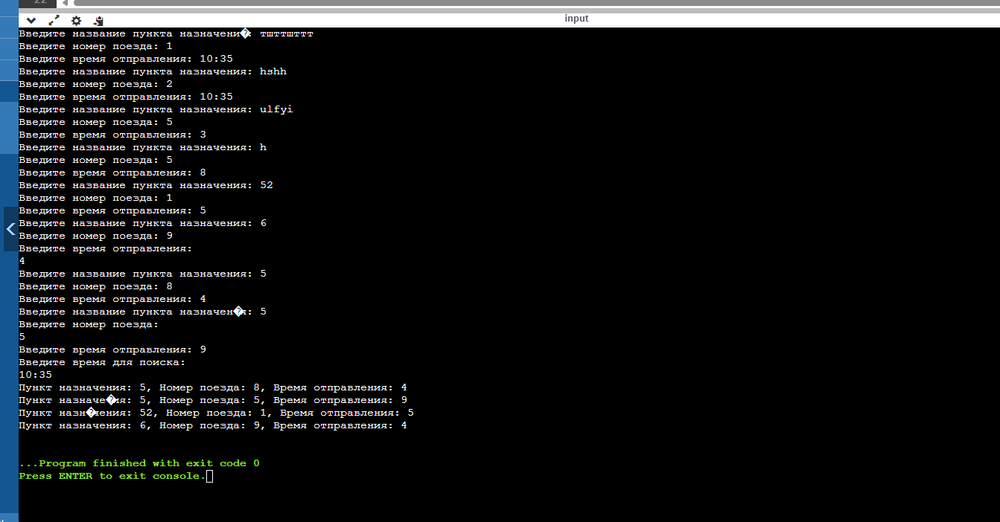 22
input
Введите название пункта назначени�: тшттшттт
Введите номер поезда: 1
Введите время отправления: 10:35
Введите название пункта назначения: hshh
Введите номер поезда: 2
Введите время отправления: 10:35
Введите название пункта назначения: ulfyi
Введите номер поезда: 5
Введите время отправления: 3
Введите название пункта назначения: h
Введите номер поезда: 5
Введите время отправления: 8
Введите название пункта назначения: 52
Введите номер поезда: 1
Введите время отправления: 5
Введите название пункта назначения: 6
Введите номер поезда: 9
Введите время отправления:
4
Введите название пункта назначения: 5
Введите номер поезда: 8
Введите время отправления: 4
Введите название пункта назначен�я: 5
Введите номер поезда:
5
Введите время отправления: 9
Введите время для поиска:
10:35
Пункт назначения: 5, Номер поезда: 8, Время отправления: 4
Пункт назначе�ия: 5, Номер поезда: 5, Время отправления: 9
Пункт назн�чения: 52, Номер поезда: 1, Время отправления: 5
Пункт назначения: 6, Номер поезда: 9, Время отправления: 4
...Program finished with exit code 0
Press ENTER to exit console.